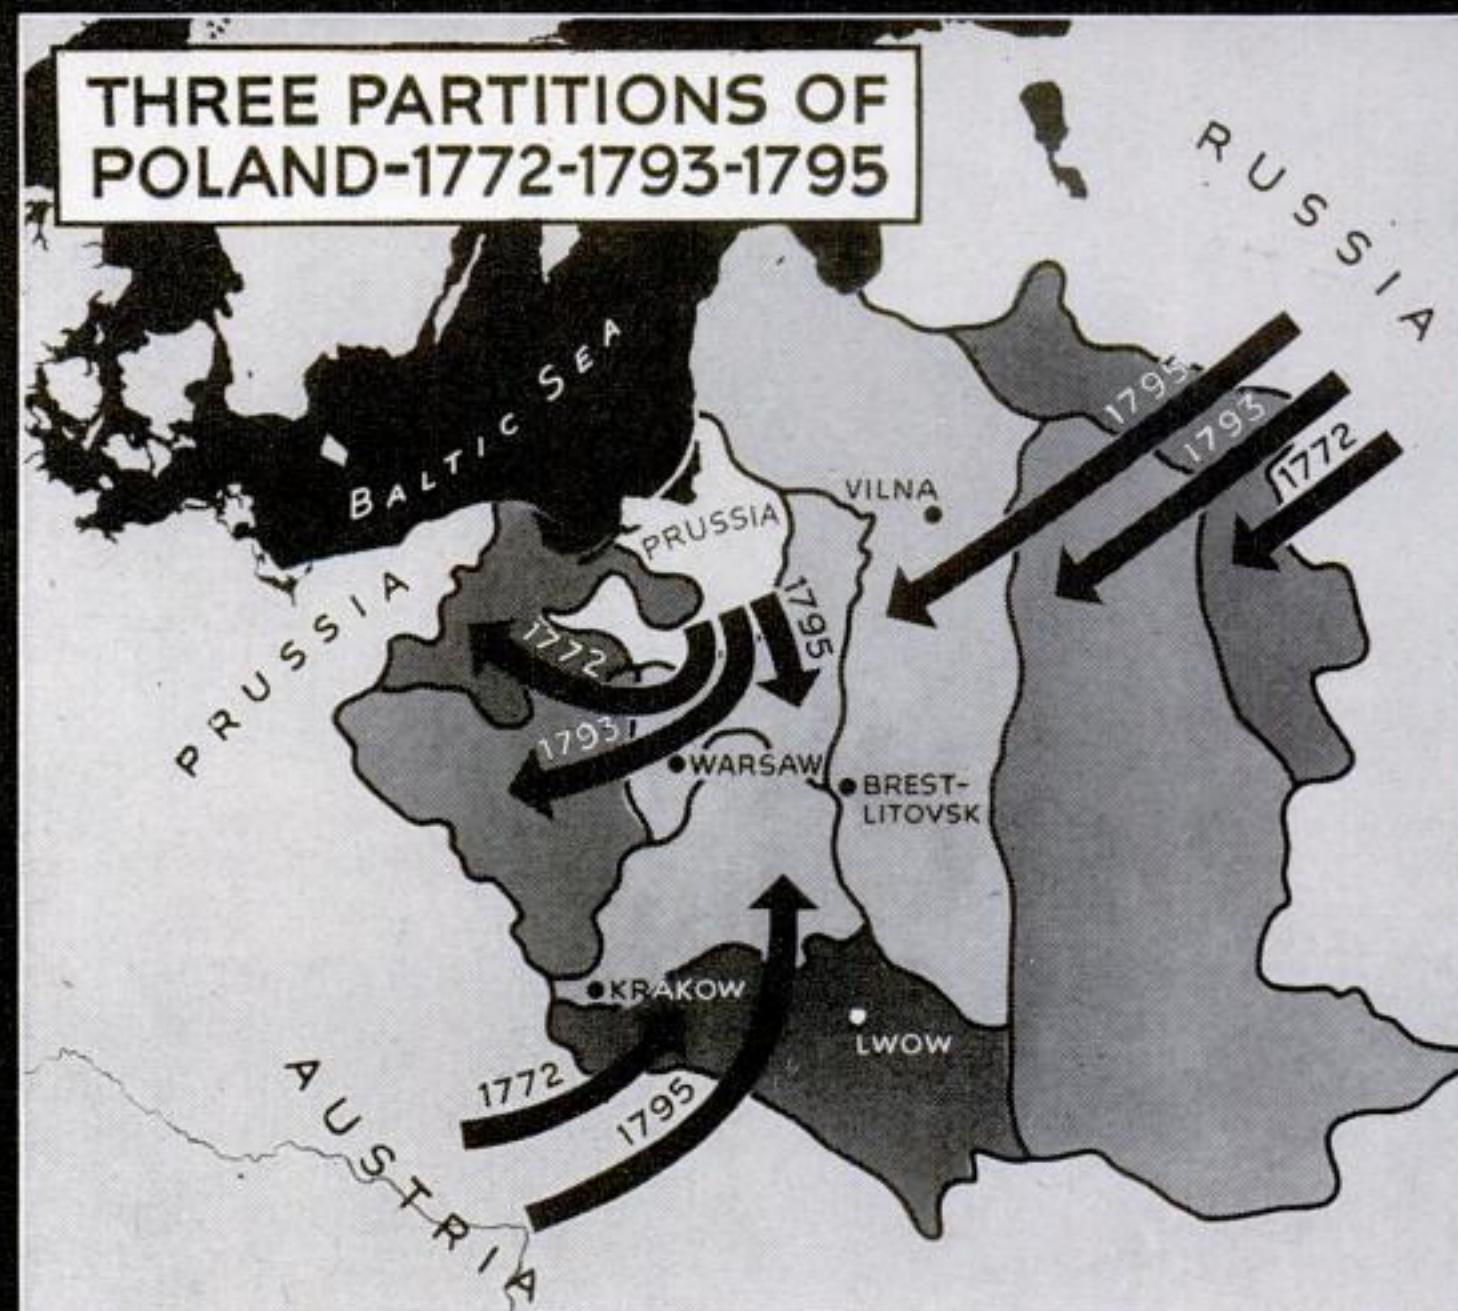 THREE PARTITIONS OF
POLAND-1772-1793-1795
RUSSIA
1795
1793
1772
BALTIC SEA
VILNA
PRUSSIA
PRUSSIA
1795
1772
1793
WARSAW
BREST-
LITOVSK
KRAKOW
LWOW
1772
1795
AUSTRIA